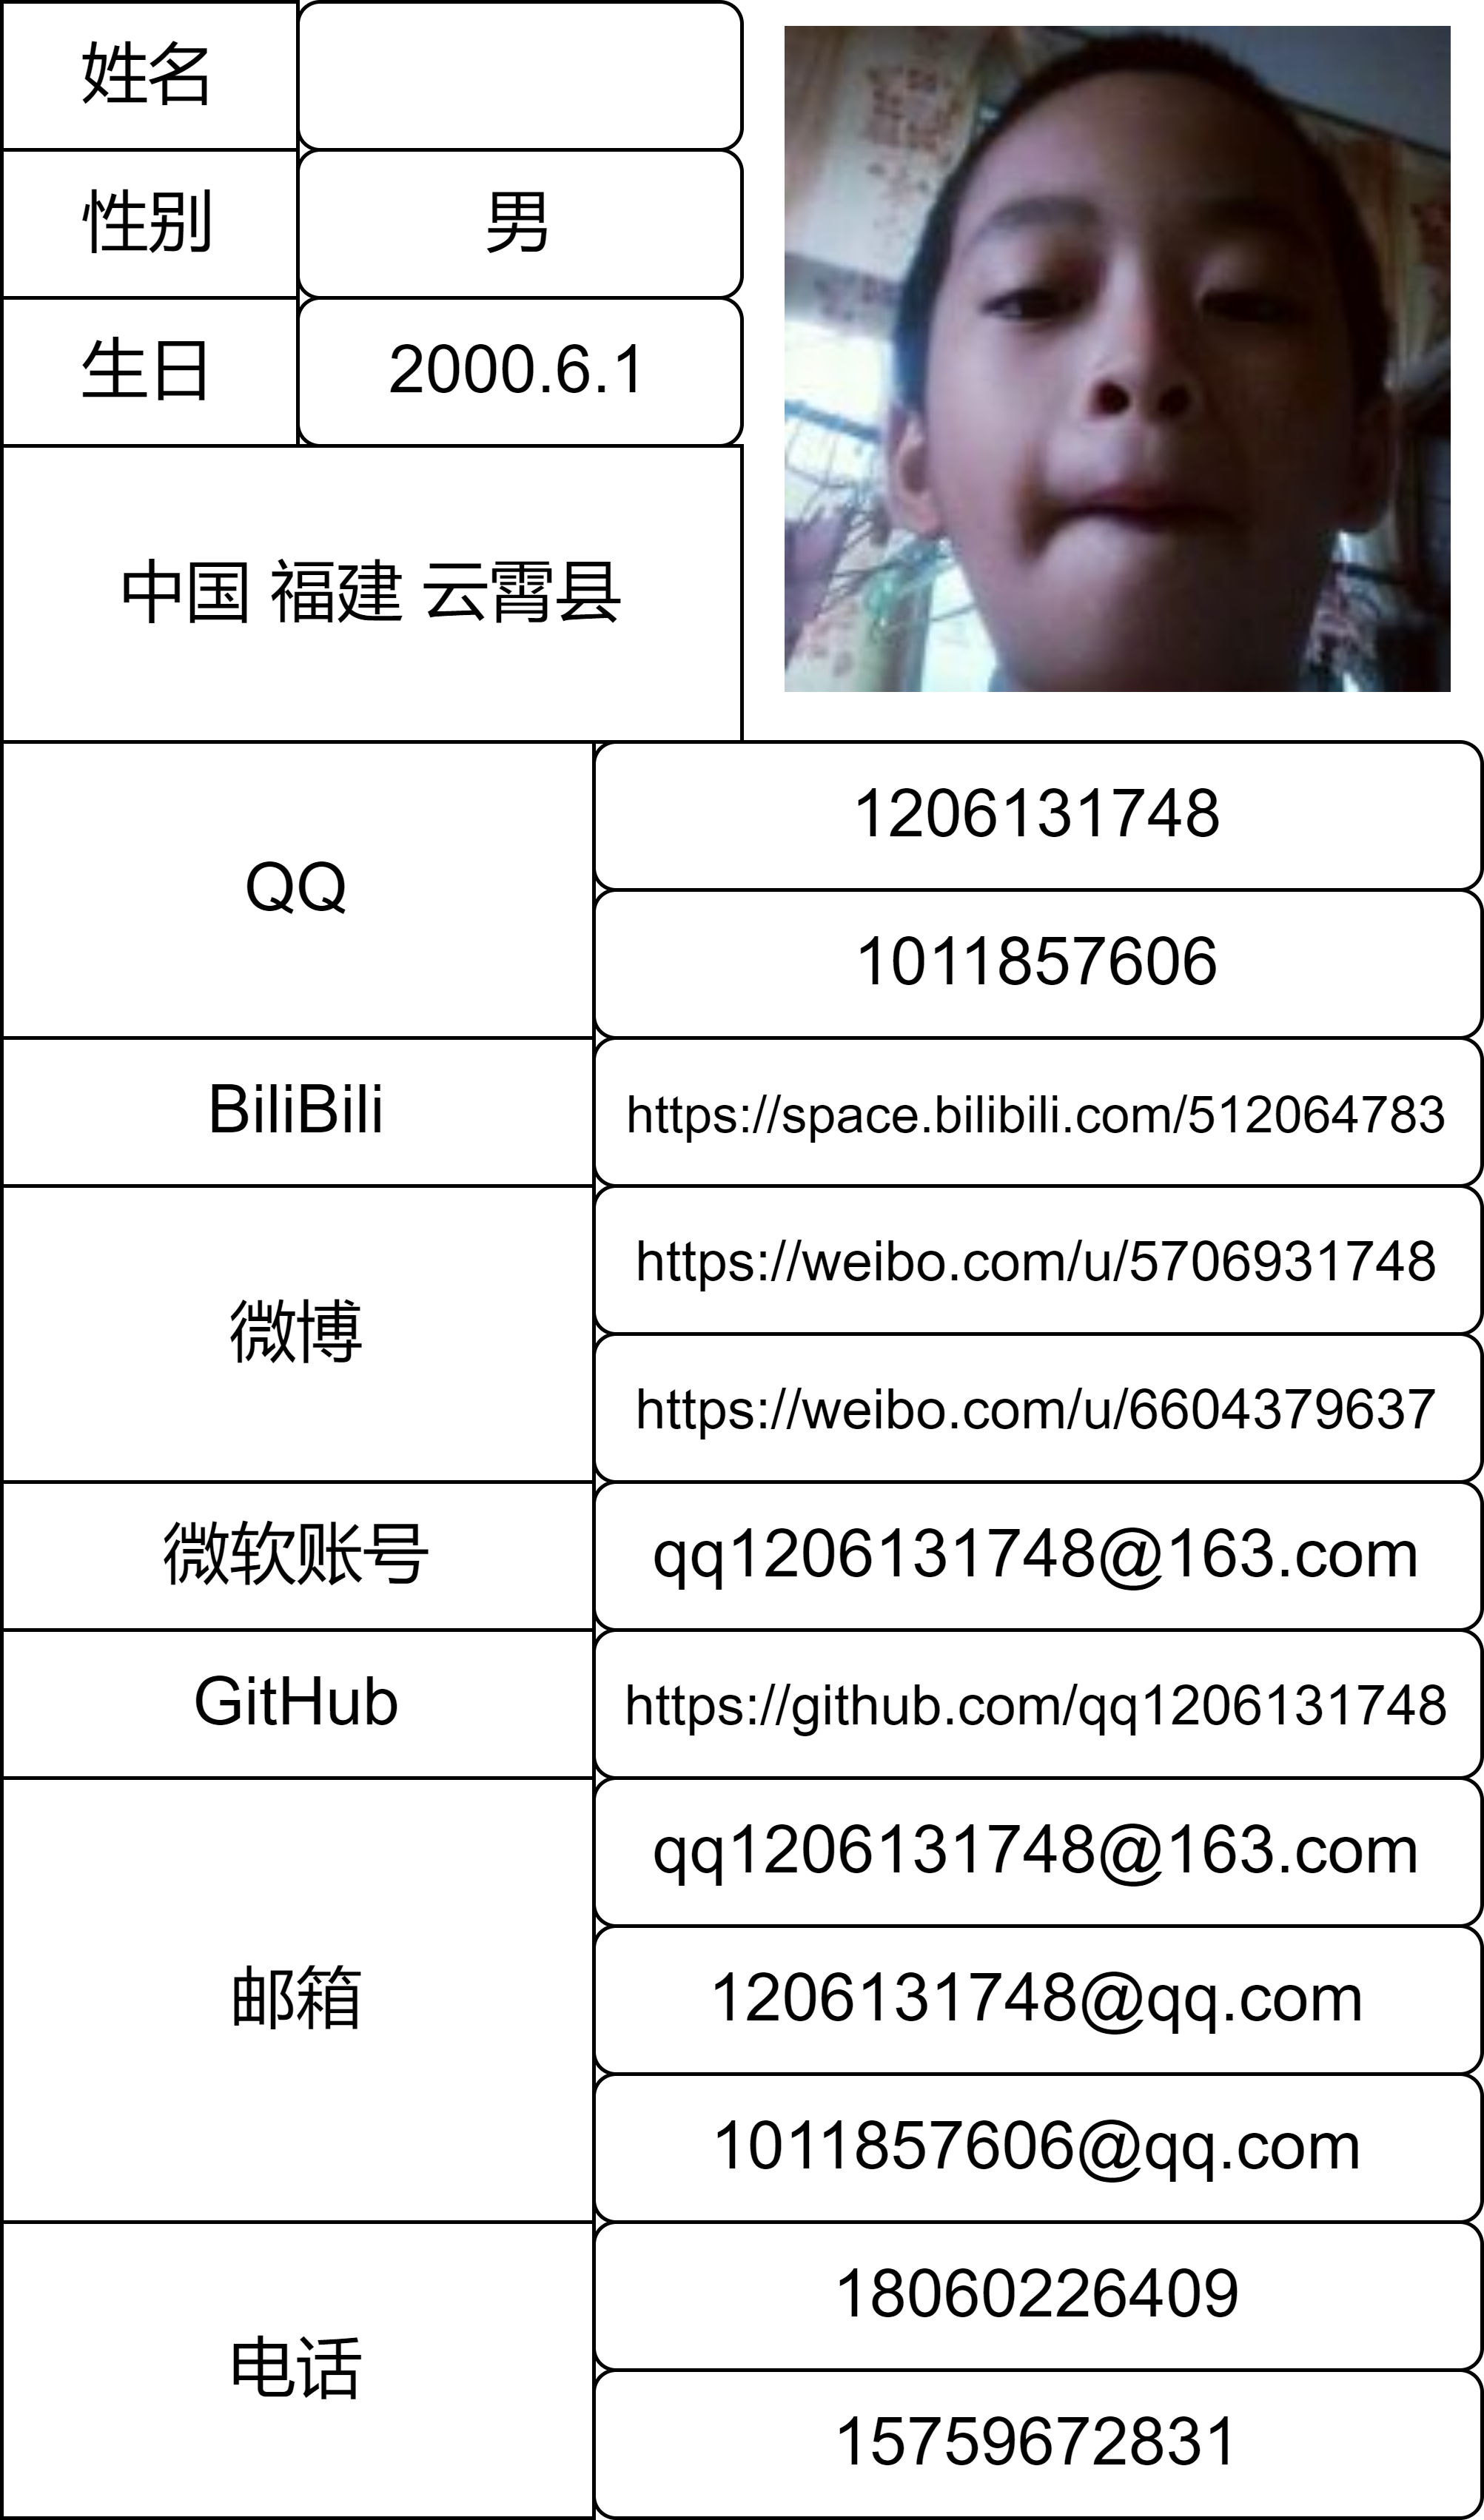 姓名
性别
男
生日
2000.6.1
中国 福建 云霄县
QQ
1206131748
1011857606
BiliBili
https://space.bilibili.com/512064783
微博
https://weibo.com/u/5706931748
https://weibo.com/u/6604379637
微软账号
qq1206131748@163.com
GitHub
https://github.com/qq1206131748
邮箱
qq1206131748@163.com
1206131748@qq.com
1011857606@qq.com
电话
18060226409
15759672831